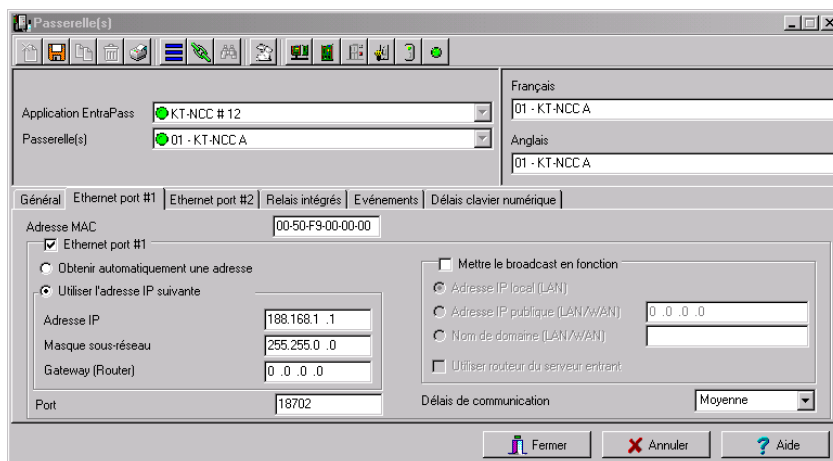 Passerelle(s)
Français
Application EntraPass KT-NCC # 12 01 - KT-NCC A
Passerelle(s) 01 - KT-NCC A Anglais
01 - KT-NCC A
Général Ethernet port #1 Ethernet port #2 Relais intégrés Evénements Délais clavier numérique
Adresse MAC 00-50-F9-00-00-00
Ethernet port #1
Obtenir automatiquement une adresse Mettre le broadcast en fonction
Utiliser l'adresse IP suivante Adresse IP local (LAN)
Adresse IP 188.168.1 .1 Adresse IP publique (LAN/WAN) 0 .0 .0 .0
Masque sous-réseau 255.255.0 .0 Nom de domaine (LAN/WAN)
Gateway (Router) 0 .0 .0 .0 Utiliser routeur du serveur entrant
Port 18702 Délais de communication Moyenne
Fermer Annuler Aide